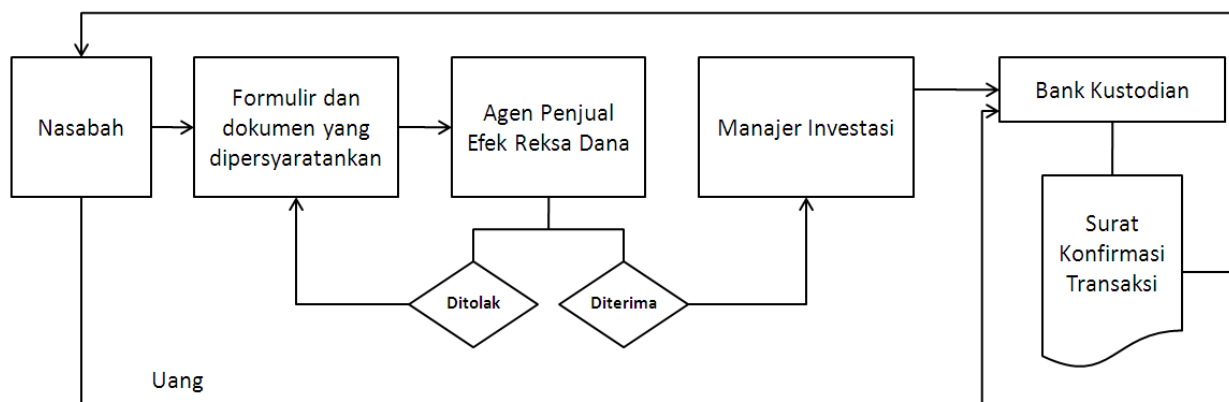 Nasabah
Formulir dan
dokumen yang
dipersyaratankan
Agen Penjual
Efek Reksa Dana
Manajer Investasi
Bank Kustodian
Surat
Konfirmasi
Transaksi
Ditolak
Diterima
Uang